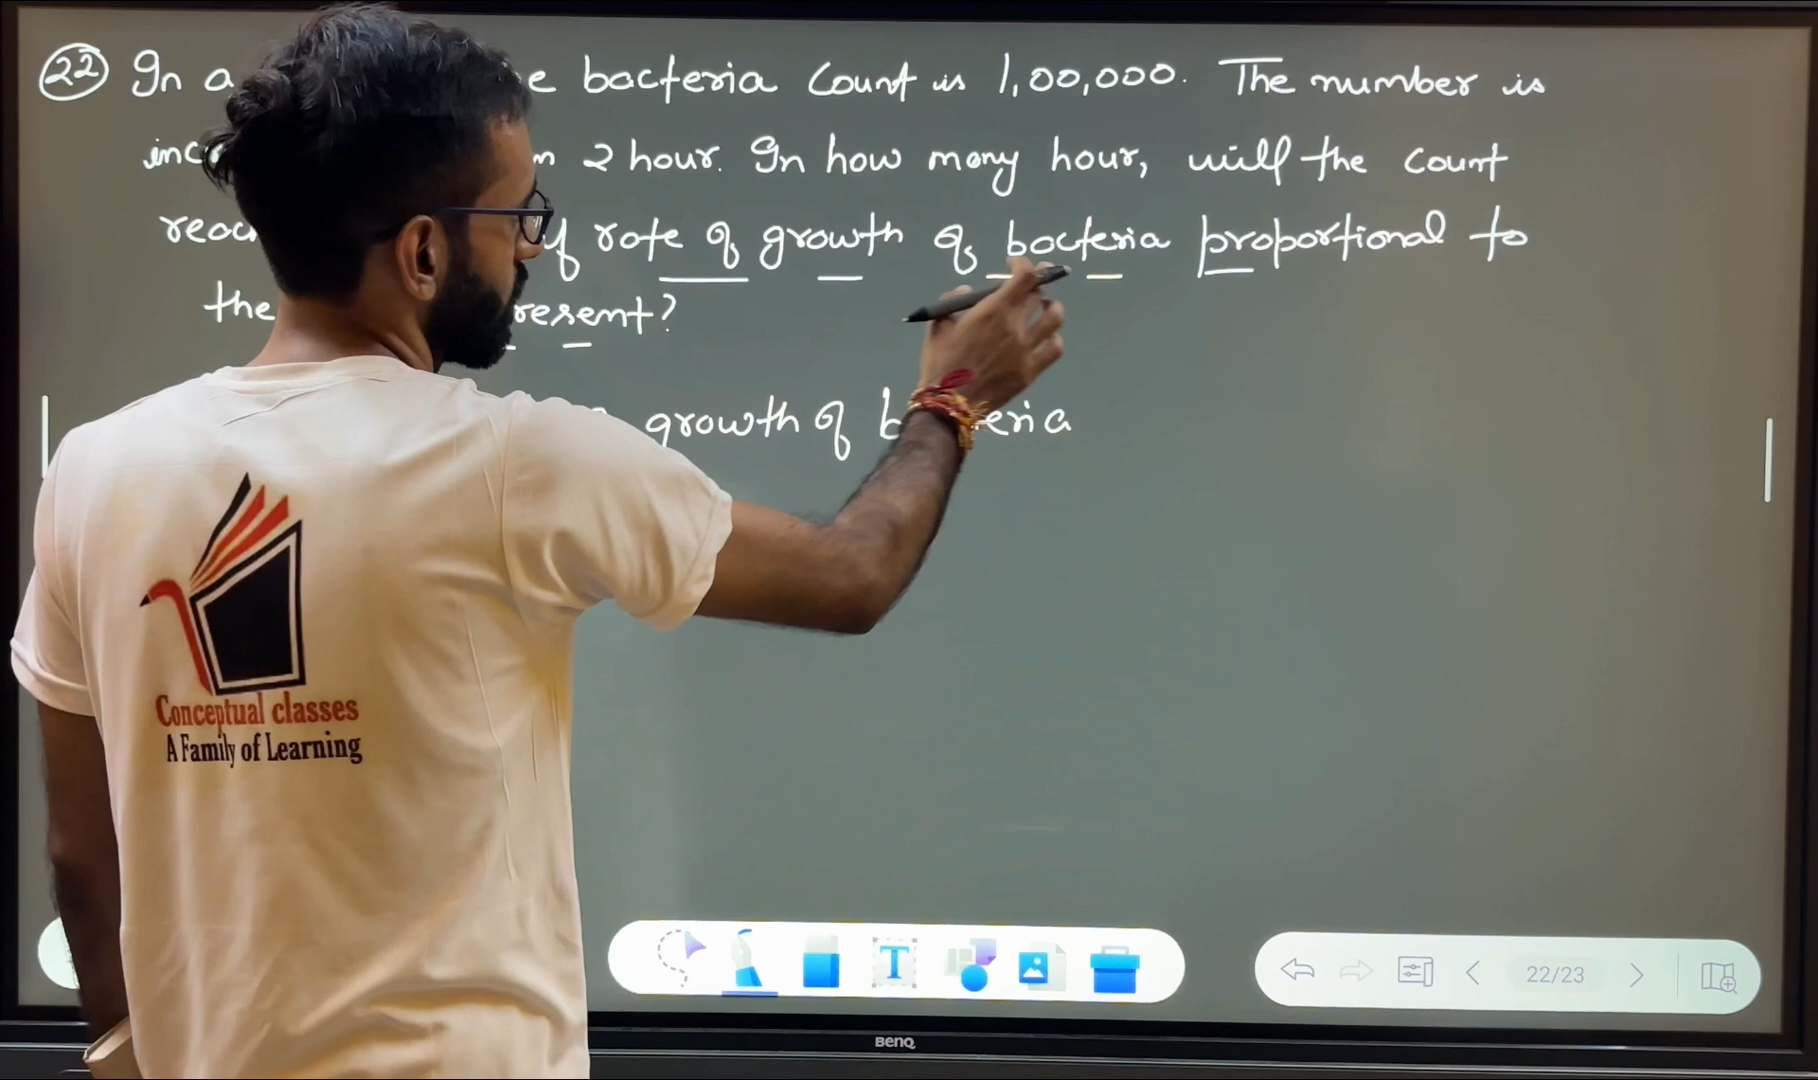 22 In a e bacteria count is 1,00,000. The number is
inc n 2 hour. In how many hour, will the count
reac if rate of growth of bacteria proportional to
the resent?
growth of b eria
Conceptual classes
A Family of Learning
T
22/23
BenQ